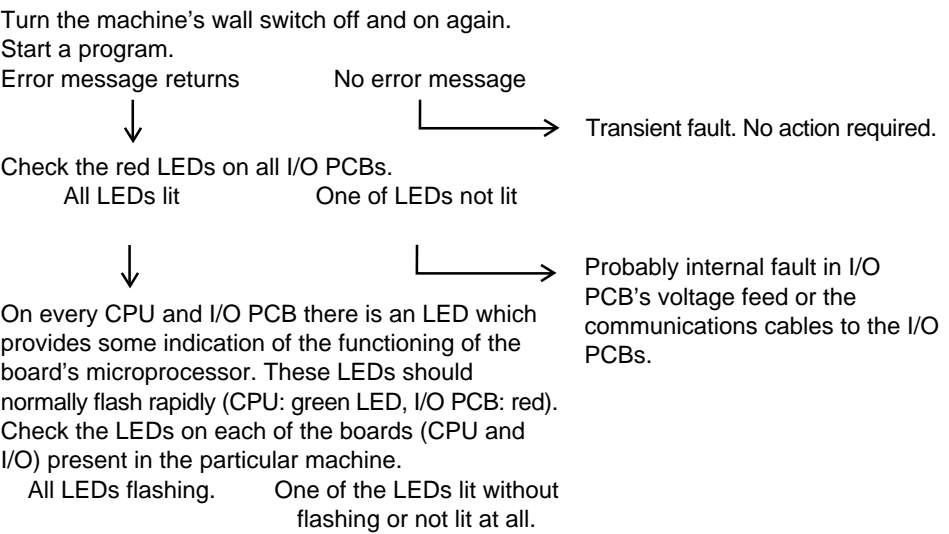 Turn the machine’s wall switch off and on again.
Start a program.
Error message returns No error message
Transient fault. No action required.
Check the red LEDs on all I/O PCBs.
All LEDs lit One of LEDs not lit
Probably internal fault in I/O
PCB’s voltage feed or the
communications cables to the I/O
PCBs.
On every CPU and I/O PCB there is an LED which
provides some indication of the functioning of the
board’s microprocessor. These LEDs should
normally flash rapidly (CPU: green LED, I/O PCB: red).
Check the LEDs on each of the boards (CPU and
I/O) present in the particular machine.
All LEDs flashing. One of the LEDs lit without
flashing or not lit at all.